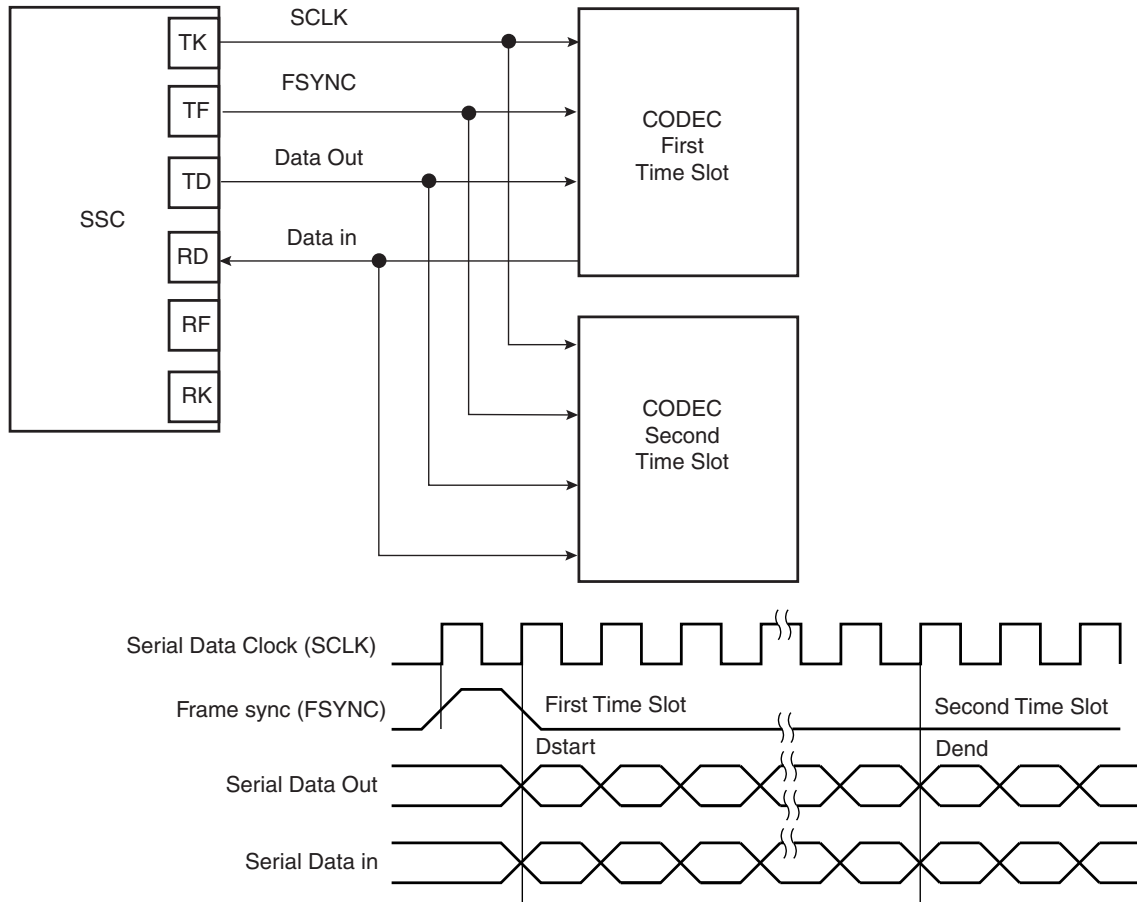 SSC
TK
TF
TD
RD
RF
RK
SCLK
FSYNC
Data Out
Data in
CODEC
First
Time Slot
CODEC
Second
Time Slot
Serial Data Clock (SCLK)
Frame sync (FSYNC)
First Time Slot
Second Time Slot
Dstart
Dend
Serial Data Out
Serial Data in